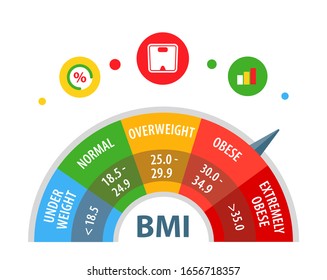 %
UNDER
WEIGHT
< 18.5
NORMAL
18.5 -
24.9
OVERWEIGHT
25.0 -
29.9
OBESE
30.0 -
34.9
EXTREMELY
OBESE
>35.0
BMI
shutterstock.com · 1656718357